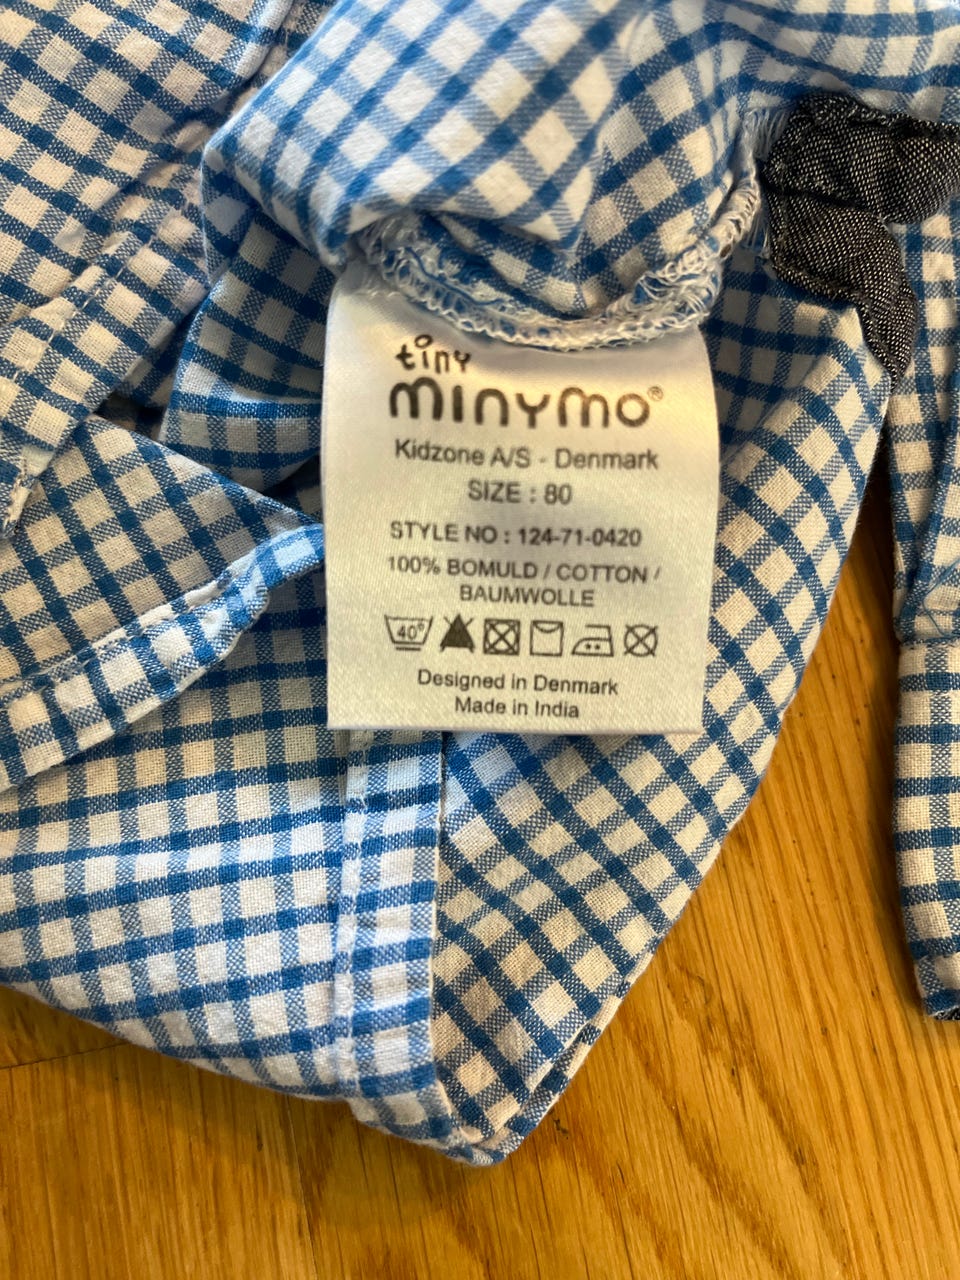 tiny
minymo®
Kidzone A/S - Denmark
SIZE : 80
STYLE NO : 124-71-0420
100% BOMULD / COTTON /
BAUMWOLLE
40°
Designed in Denmark
Made in India